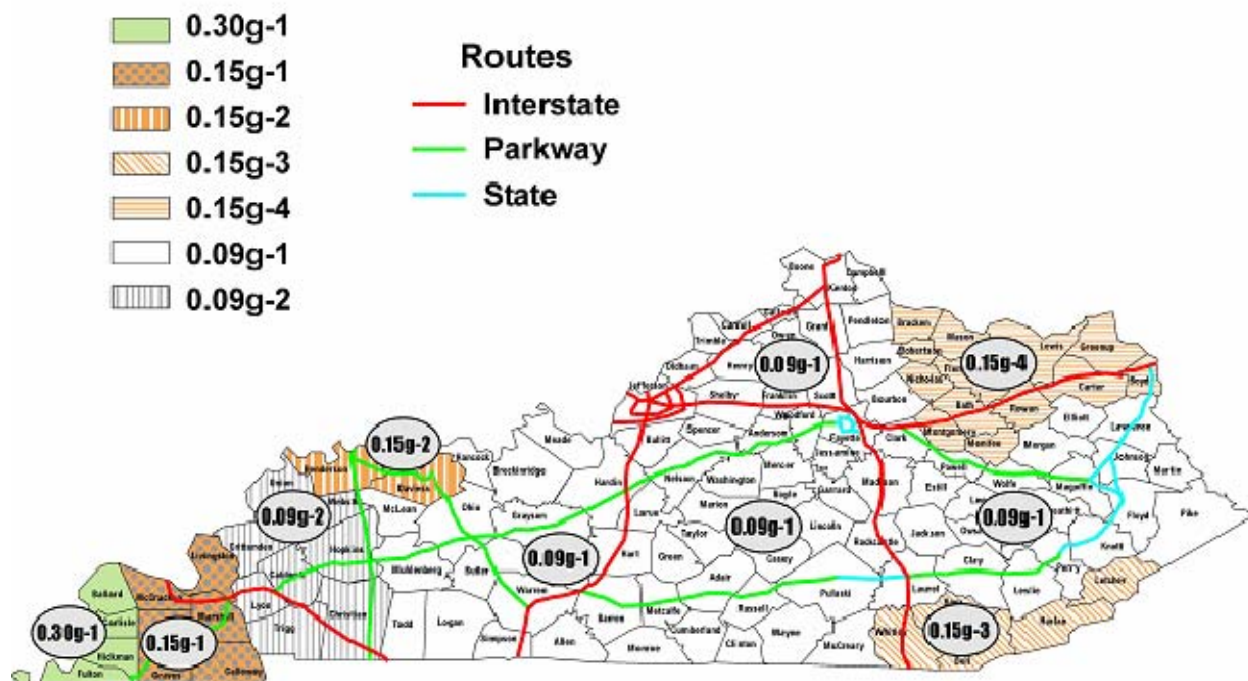 0.30g-1
0.15g-1
0.15g-2
0.15g-3
0.15g-4
0.09g-1
0.09g-2
Routes
Interstate
Parkway
State
Boone
Campbell
Kenton
Carroll
Owen
Grant
Pendleton
Bracken
Mason
Trimble
Robertson
Lewis
Greenup
Oldham
Henry
0.09g-1
Harrison
0.15g-4
Nicholas
Carter
Boyd
Jefferson
Shelby
Franklin
Scott
Bourbon
Bath
Rowan
Elliott
Woodford
Meade
Bullitt
Spencer
Anderson
Fayette
Clark
Montgomery
Menifee
Morgan
Lawrence
0.15g-2
Hancock
Henderson
Daviess
Breckinridge
Hardin
Nelson
Washington
Mercer
Jessamine
Madison
Powell
Wolfe
Magoffin
Johnson
Martin
Union
Webster
McLean
Ohio
Grayson
Larue
Marion
Boyle
Garrard
Estill
Floyd
Pike
0.09g-2
0.09g-1
0.09g-1
Crittenden
Hopkins
Muhlenberg
Butler
0.09g-1
Hart
Green
Taylor
Casey
Lincoln
Rockcastle
Jackson
Clay
Perry
Knott
Livingston
Caldwell
Warren
Adair
Pulaski
Laurel
Leslie
Letcher
Ballard
McCracken
Marshall
Lyon
Christian
Todd
Logan
Simpson
Allen
Barren
Metcalfe
Russell
Wayne
McCreary
Whitley
Harlan
Carlisle
Trigg
Monroe
Cumberland
Clinton
Bell
0.30g-1
0.15g-1
0.15g-3
Hickman
Fulton
Graves
Calloway